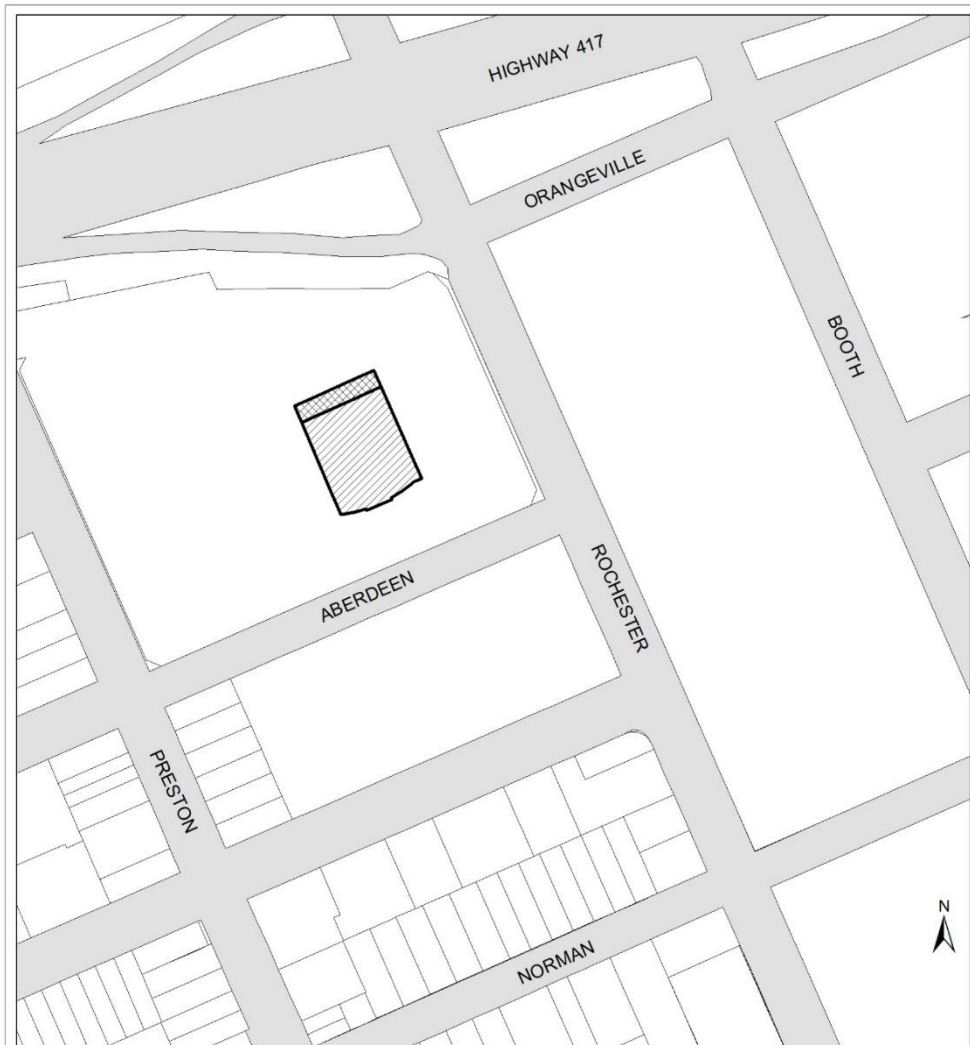 HIGHWAY 417
ORANGEVILLE
BOOTH
ABERDEEN
ROCHESTER
PRESTON
N
NORMAN